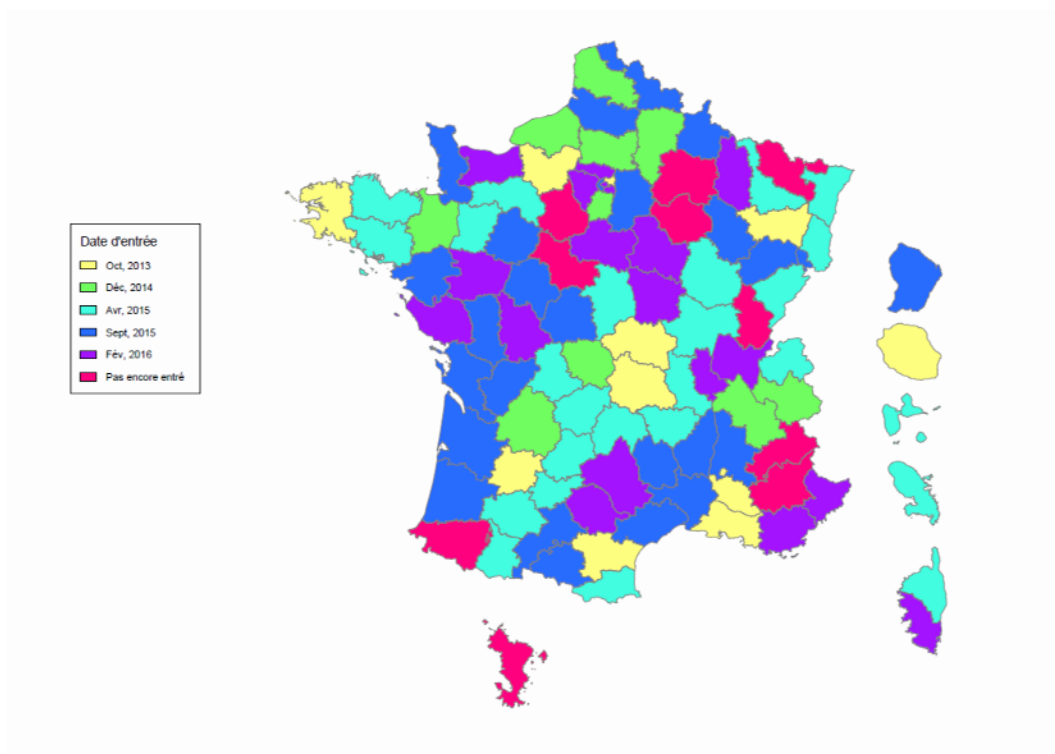 Date d'entrée
Oct, 2013
Déc, 2014
Avr, 2015
Sept, 2015
Fév, 2016
Pas encore entré